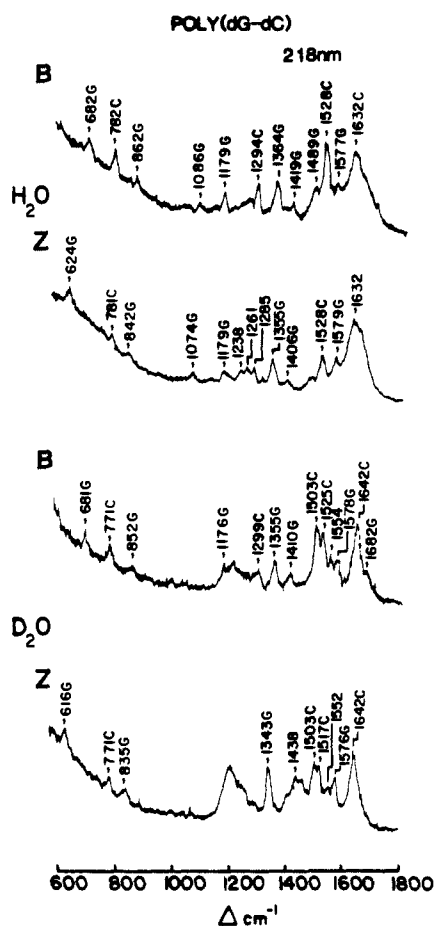 POLY(dG-dC)
218nm
B
682G
782C
862G
1086G
1179G
1294C
1364G
1419G
1489G
1528C
1577G
1632C
H₂O
Z
624G
781C
842G
1074G
1179G
1238
1261
1285
1355G
1406G
1528C
1579G
1632
B
681G
771C
852G
1176G
1299C
1355G
1410G
1503C
1525C
1554
1578G
1642C
1682G
D₂O
Z
616G
771C
835G
1343G
1438
1503C
1517C
1552
1576G
1642C
600 800 1000 1200 1400 1600 1800
Δ cm⁻¹